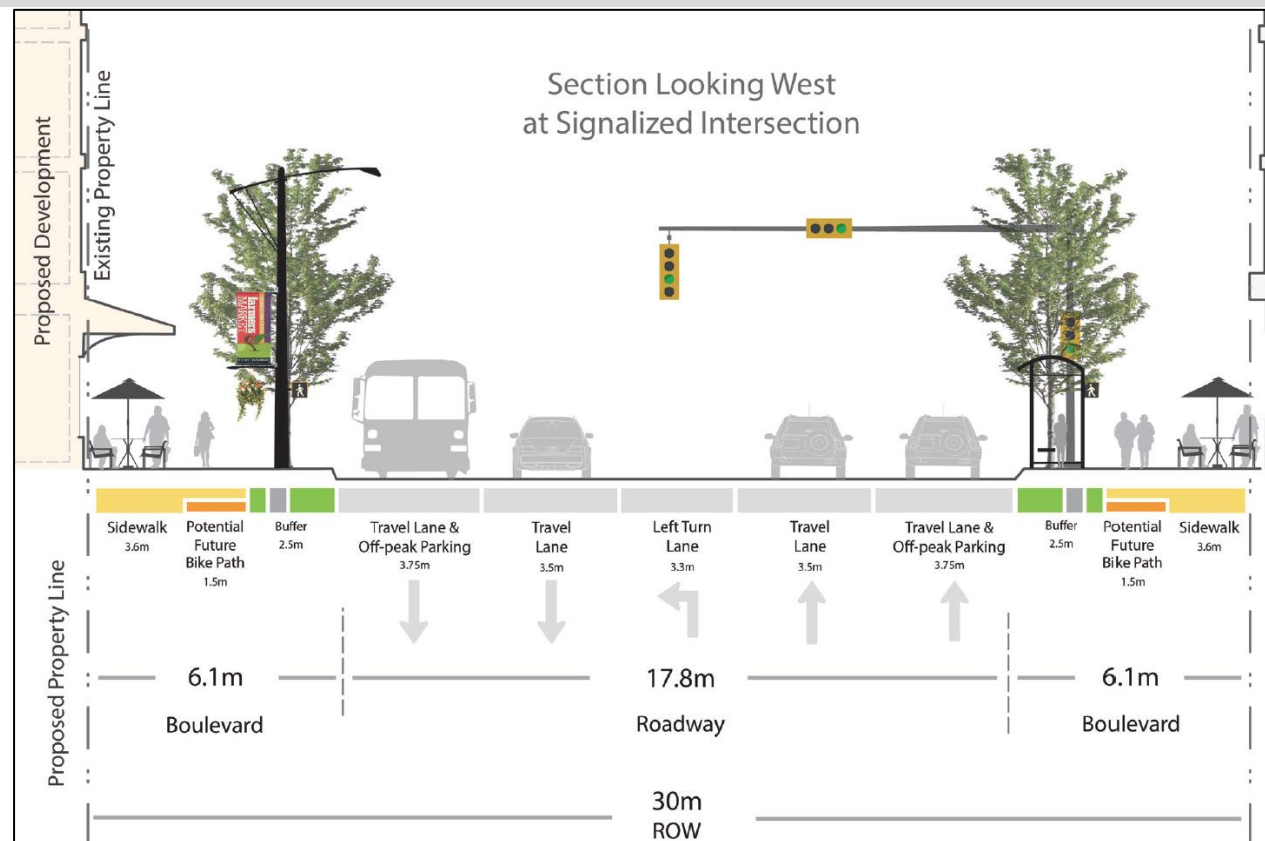 Section Looking West
at Signalized Intersection
Proposed Development
Existing Property Line
farmers
MARKET
Sidewalk
3.6m
Potential
Future
Bike Path
1.5m
Buffer
2.5m
Travel Lane &
Off-peak Parking
3.75m
Travel
Lane
3.5m
Left Turn
Lane
3.3m
Travel
Lane
3.5m
Travel Lane &
Off-peak Parking
3.75m
Buffer
2.5m
Potential
Future
Bike Path
1.5m
Sidewalk
3.6m
Proposed Property Line
6.1m
Boulevard
17.8m
Roadway
6.1m
Boulevard
30m
ROW